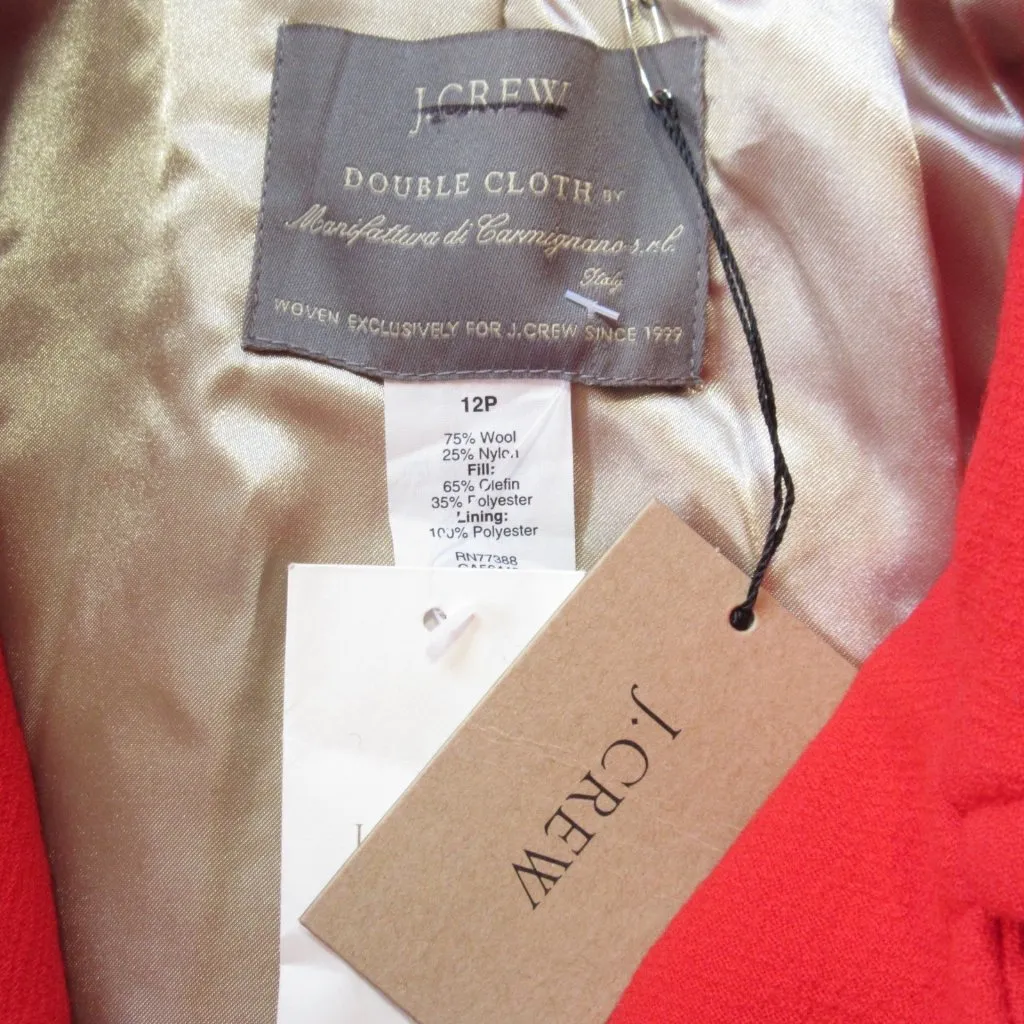 J.CREW
DOUBLE CLOTH BY
Manifattura di Carmignano s.r.l.
Italy
WOVEN EXCLUSIVELY FOR J.CREW SINCE 1999
12P
75% Wool
25% Nylon
Fill:
65% Olefin
35% Polyester
Lining:
100% Polyester
RN77388
J.CREW